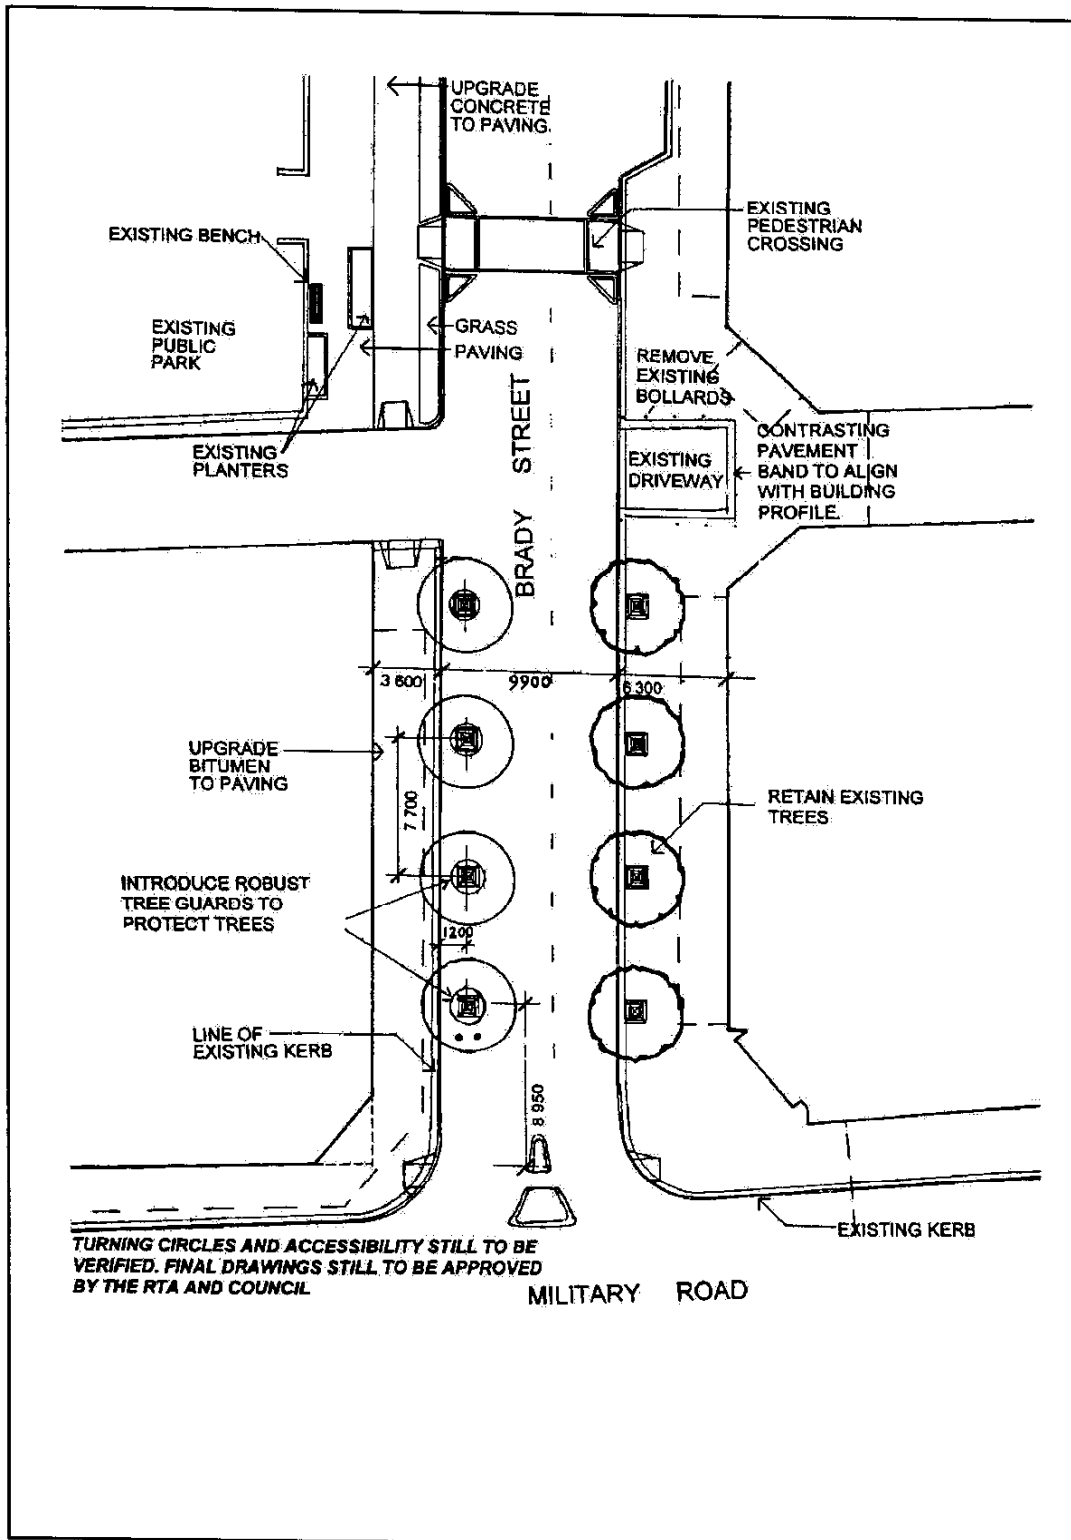 UPGRADE
CONCRETE
TO PAVING
EXISTING
PEDESTRIAN
CROSSING
EXISTING BENCH
EXISTING
PUBLIC
PARK
GRASS
PAVING
REMOVE
EXISTING
BOLLARDS
EXISTING
PLANTERS
BRADY STREET
EXISTING
DRIVEWAY
CONTRASTING
PAVEMENT
BAND TO ALIGN
WITH BUILDING
PROFILE.
3 600
9900
6 300
UPGRADE
BITUMEN
TO PAVING
7 700
RETAIN EXISTING
TREES
INTRODUCE ROBUST
TREE GUARDS TO
PROTECT TREES
1200
LINE OF
EXISTING KERB
8 950
EXISTING KERB
TURNING CIRCLES AND ACCESSIBILITY STILL TO BE
VERIFIED. FINAL DRAWINGS STILL TO BE APPROVED
BY THE RTA AND COUNCIL
MILITARY ROAD